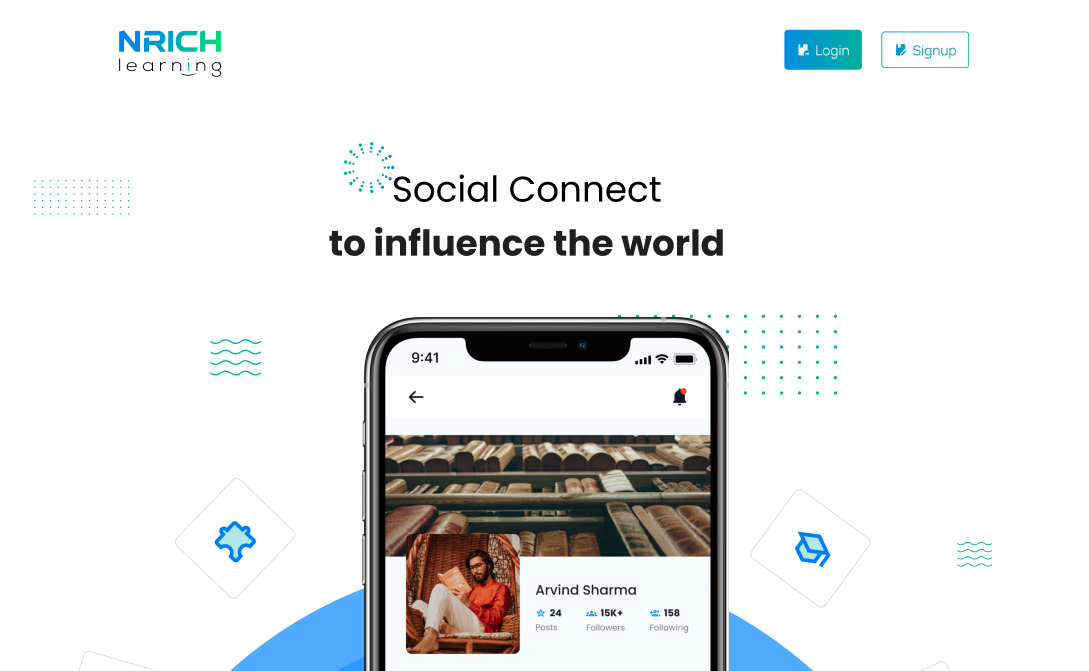 NRICH
learning
Login
Signup
Social Connect
to influence the world
9:41
Arvind Sharma
24
Posts
15K+
Followers
158
Following